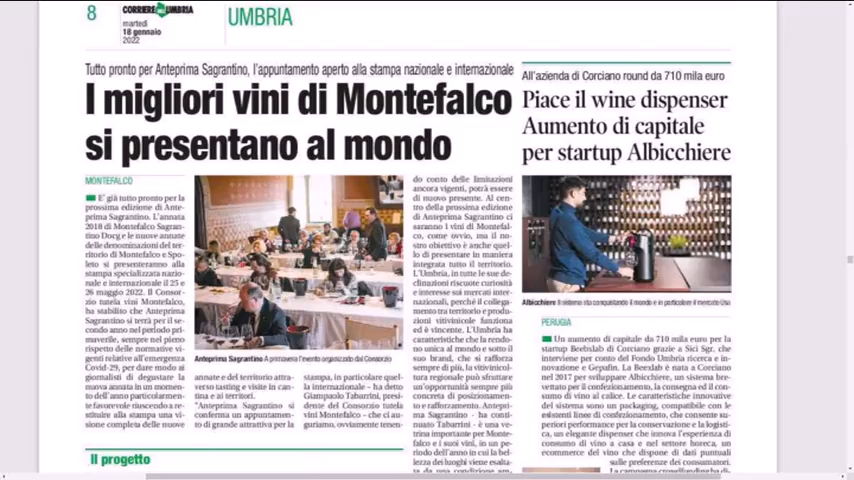 8
CORRIERE DELL'UMBRIA
martedì
18 gennaio
2022
UMBRIA
Tutto pronto per Anteprima Sagrantino, l'appuntamento aperto alla stampa nazionale e internazionale
I migliori vini di Montefalco
si presentano al mondo
MONTEFALCO
E' già tutto pronto per la
prossima edizione di Ante-
prima Sagrantino. L'annata
2018 di Montefalco Sagran-
tino Docg e le nuove annate
delle denominazioni del ter-
ritorio di Montefalco e Spo-
leto si presenteranno alla
stampa specializzata nazio-
nale e internazionale il 25 e
26 maggio 2022. Il Consor-
zio tutela vini Montefalco,
ha stabilito che Anteprima
Sagrantino si terrà per il se-
condo anno nel periodo pri-
maverile, sempre nel pieno
rispetto delle normative vi-
genti relative all'emergenza
Covid-19, per dare modo ai
giornalisti di degustare la
nuova annata in un momen-
to dell'anno particolarmen-
te favorevole riuscendo a re-
stituire alla stampa una vi-
sione completa delle nuove
Anteprima Sagrantino A primavera l'evento organizzato dal Consorzio
annate e del territorio attra-
verso tasting e visite in can-
tina e ai territori.
"Anteprima Sagrantino si
conferma un appuntamen-
to di grande attrattiva per la
stampa, in particolare quel-
la internazionale – ha detto
Giampaolo Tabarrini, presi-
dente del Consorzio tutela
vini Montefalco – che ci au-
guriamo, ovviamente tenen-
do conto delle limitazioni
ancora vigenti, potrà essere
di nuovo presente. Al cen-
tro della prossima edizione
di Anteprima Sagrantino ci
saranno i vini di Montefal-
co, come ovvio, ma il no-
stro obiettivo è anche quel-
lo di presentare in maniera
integrata tutto il territorio.
L'Umbria, in tutte le sue de-
clinazioni riscuote curiosità
e interesse sui mercati inter-
nazionali, perché il collega-
mento tra territorio e produ-
zioni vitivinicole funziona
ed è vincente. L'Umbria ha
caratteristiche che la rendo-
no unica al mondo e sotto il
suo brand, che si rafforza
sempre di più, la vitivinicol-
tura regionale può sfruttare
un'opportunità sempre più
concreta di posizionamento
e rafforzamento. Antepri-
ma Sagrantino - ha conti-
nuato Tabarrini - è una ve-
trina importante per Monte-
falco e i suoi vini, in un pe-
riodo dell'anno in cui la bel-
lezza dei luoghi viene esalta-
ta da una condizione am-
Il progetto
All'azienda di Corciano round da 710 mila euro
Piace il wine dispenser
Aumento di capitale
per startup Albicchiere
Albicchiere Il sistema sta conquistando il mondo e in particolare il mercato Usa
PERUGIA
Un aumento di capitale da 710 mila euro per la
startup Beebxlab di Corciano grazie a Sici Sgr, che
interviene per conto del Fondo Umbria ricerca e in-
novazione e Gepafin. La Beexlab è nata a Corciano
nel 2017 per sviluppare Albicchiere, un sistema bre-
vettato per il confezionamento, la consegna ed il con-
sumo di vino al calice. Le caratteristiche innovative
del sistema sono un packaging, compatibile con le
esistenti linee di confezionamento, che consente su-
periori performance per la conservazione e la logisti-
ca, un elegante dispenser che innova l'esperienza di
consumo di vino a casa e nel settore horeca, un
ecommerce del vino che dispone di dati puntuali
sulle preferenze dei consumatori.
La campagna crowdfunding ha di-